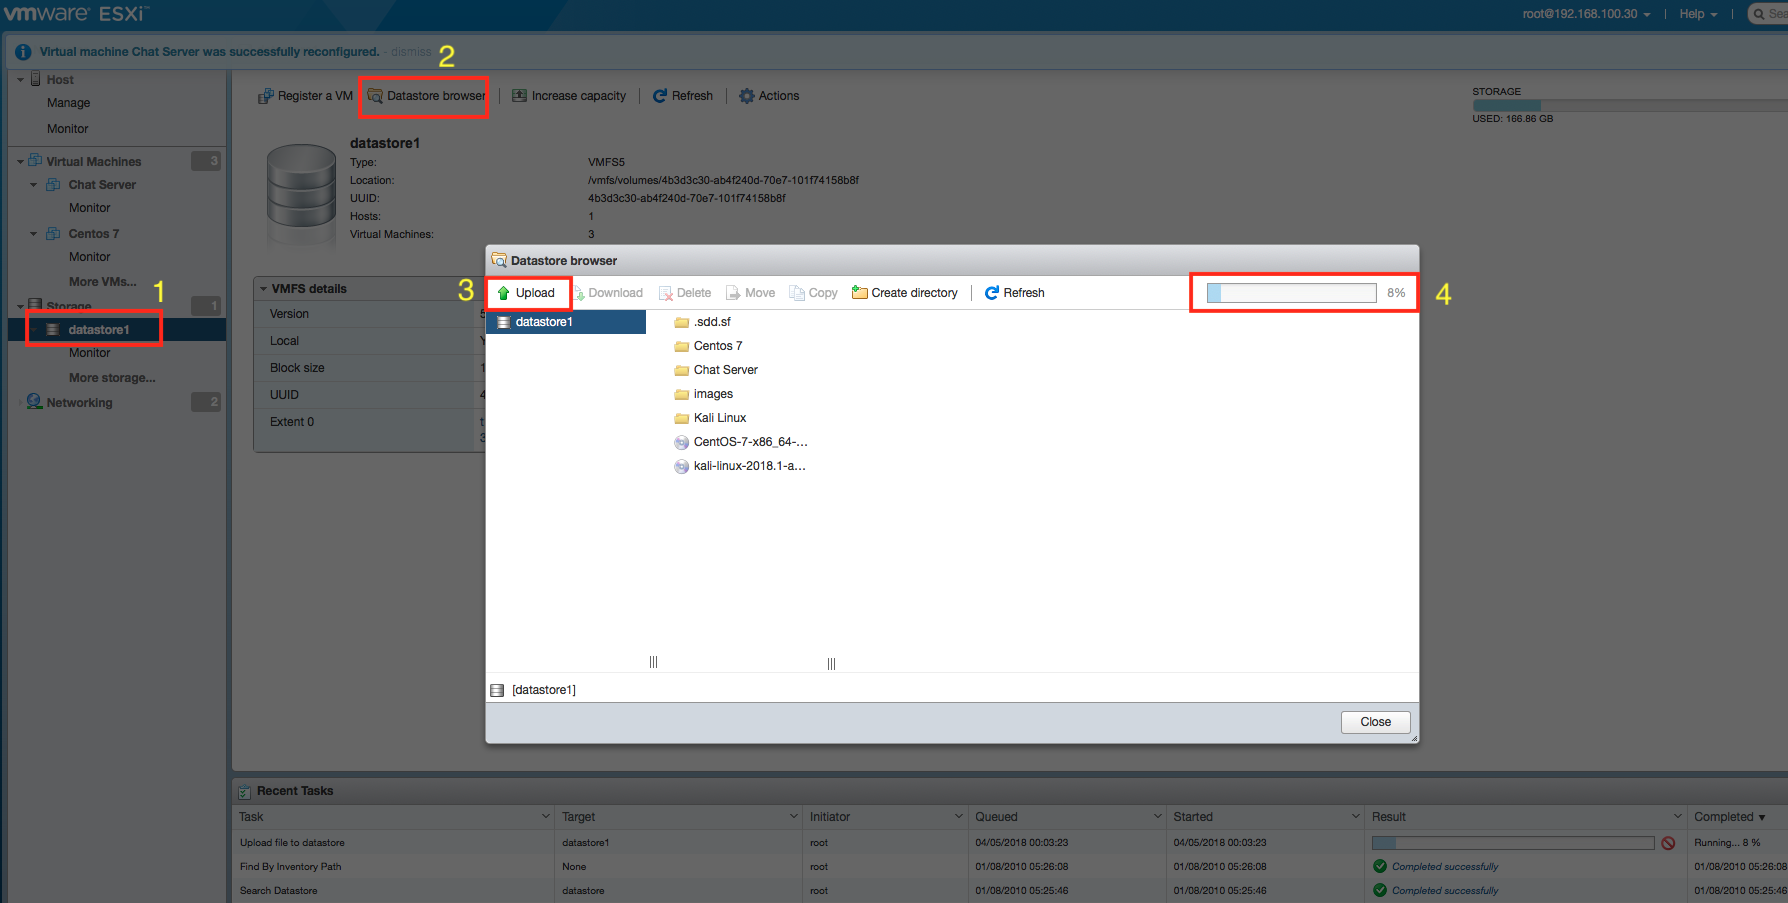 vmware ESXi™
root@192.168.100.30
Help
Sea
Virtual machine Chat Server was successfully reconfigured. - dismiss
2
Host
Manage
Monitor
Virtual Machines 3
Chat Server
Monitor
Centos 7
Monitor
More VMs...
1
Storage 1
datastore1
Monitor
More storage...
Networking 2
Register a VM
Datastore browser
Increase capacity
Refresh
Actions
STORAGE
USED: 166.86 GB
datastore1
Type: VMFS5
Location: /vmfs/volumes/4b3d3c30-ab4f240d-70e7-101f74158b8f
UUID: 4b3d3c30-ab4f240d-70e7-101f74158b8f
Hosts: 1
Virtual Machines: 3
VMFS details
Version 5
Local Y
Block size 1
UUID 4
Extent 0 t
3
Datastore browser
3
Upload
Download
Delete
Move
Copy
Create directory
Refresh
8%
4
datastore1
.sdd.sf
Centos 7
Chat Server
images
Kali Linux
CentOS-7-x86_64-...
kali-linux-2018.1-a...
[datastore1]
Close
Recent Tasks
Task Target Initiator Queued Started Result Completed ▼
Upload file to datastore datastore1 root 04/05/2018 00:03:23 04/05/2018 00:03:23 Running... 8 %
Find By Inventory Path None root 01/08/2010 05:26:08 01/08/2010 05:26:08 Completed successfully 01/08/2010 05:26:08
Search Datastore datastore root 01/08/2010 05:25:46 01/08/2010 05:25:46 Completed successfully 01/08/2010 05:25:46